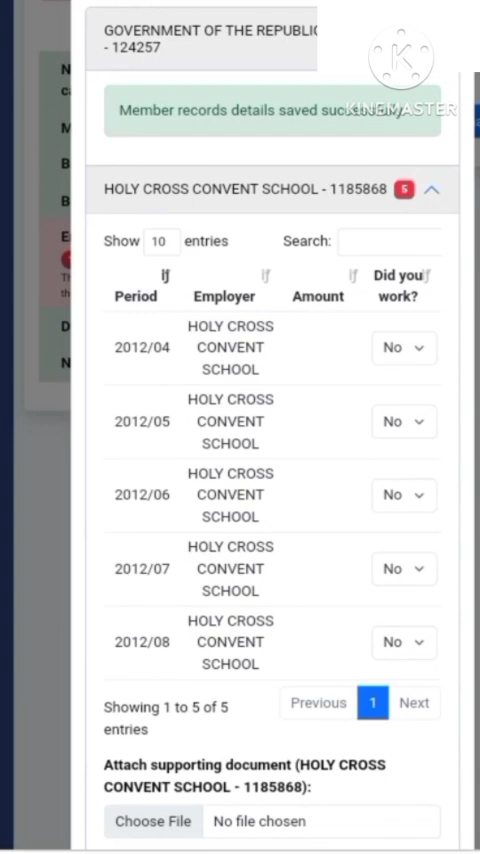 GOVERNMENT OF THE REPUBLIC
- 124257
Member records details saved successfully.
KINEMASTER
HOLY CROSS CONVENT SCHOOL - 1185868 5
Show 10 entries Search:
Period Employer Amount Did you work?
2012/04 HOLY CROSS CONVENT SCHOOL No
2012/05 HOLY CROSS CONVENT SCHOOL No
2012/06 HOLY CROSS CONVENT SCHOOL No
2012/07 HOLY CROSS CONVENT SCHOOL No
2012/08 HOLY CROSS CONVENT SCHOOL No
Showing 1 to 5 of 5
entries
Previous 1 Next
Attach supporting document (HOLY CROSS
CONVENT SCHOOL - 1185868):
Choose File No file chosen